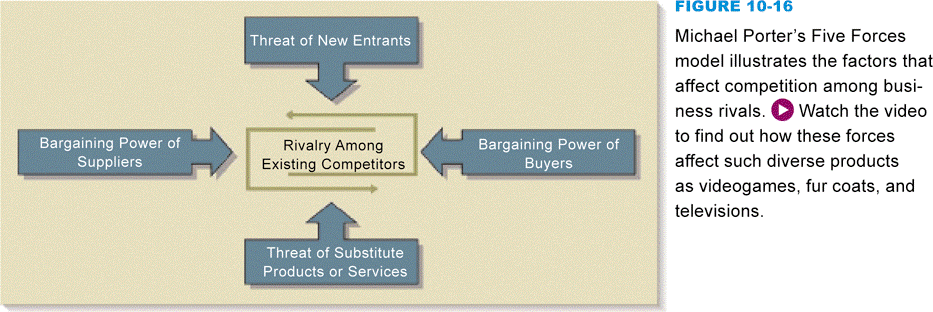 Threat of New Entrants
Bargaining Power of
Suppliers
Rivalry Among
Existing Competitors
Bargaining Power of
Buyers
Threat of Substitute
Products or Services
FIGURE 10-16
Michael Porter's Five Forces
model illustrates the factors that
affect competition among busi-
ness rivals. Watch the video
to find out how these forces
affect such diverse products
as videogames, fur coats, and
televisions.